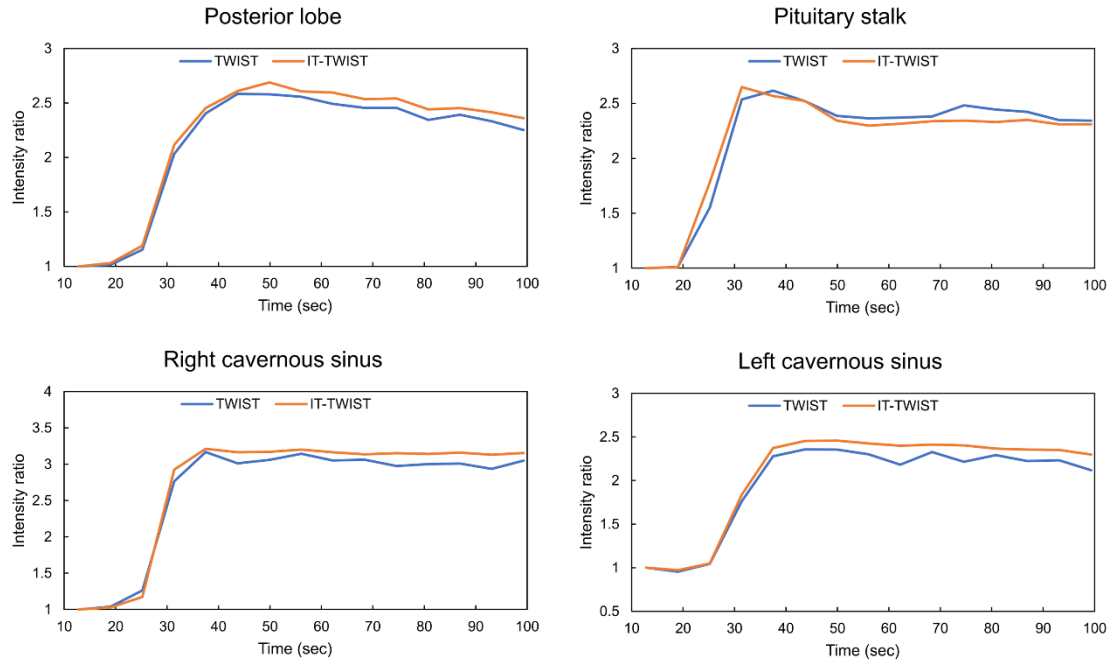 Posterior lobe
3
2.5
2
1.5
1
Intensity ratio
TWIST IT-TWIST
10 20 30 40 50 60 70 80 90 100
Time (sec)
Pituitary stalk
3
2.5
2
1.5
1
Intensity ratio
TWIST IT-TWIST
10 20 30 40 50 60 70 80 90 100
Time (sec)
Right cavernous sinus
4
3.5
3
2.5
2
1.5
1
Intensity ratio
TWIST IT-TWIST
10 20 30 40 50 60 70 80 90 100
Time (sec)
Left cavernous sinus
3
2.5
2
1.5
1
0.5
Intensity ratio
TWIST IT-TWIST
10 20 30 40 50 60 70 80 90 100
Time (sec)